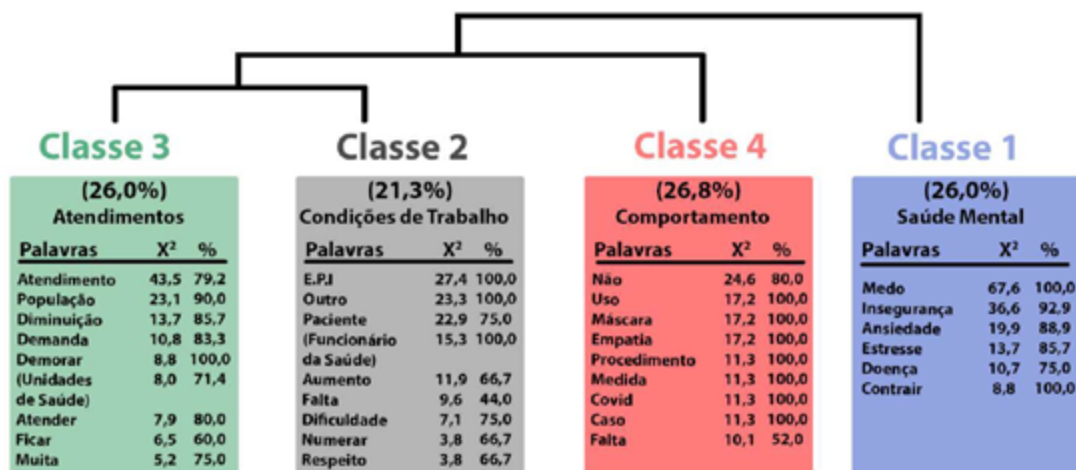 Classe 3
(26,0%)
Atendimentos
Palavras X² %
Atendimento 43,5 79,2
População 23,1 90,0
Diminuição 13,7 85,7
Demanda 10,8 83,3
Demorar 8,8 100,0
(Unidades 8,0 71,4
de Saúde)
Atender 7,9 80,0
Ficar 6,5 60,0
Muita 5,2 75,0
Classe 2
(21,3%)
Condições de Trabalho
Palavras X² %
E.P.I 27,4 100,0
Outro 23,3 100,0
Paciente 22,9 75,0
(Funcionário 15,3 100,0
da Saúde)
Aumento 11,9 66,7
Falta 9,6 44,0
Dificuldade 7,1 75,0
Numerar 3,8 66,7
Respeito 3,8 66,7
Classe 4
(26,8%)
Comportamento
Palavras X² %
Não 24,6 80,0
Uso 17,2 100,0
Máscara 17,2 100,0
Empatia 17,2 100,0
Procedimento 11,3 100,0
Medida 11,3 100,0
Covid 11,3 100,0
Caso 11,3 100,0
Falta 10,1 52,0
Classe 1
(26,0%)
Saúde Mental
Palavras X² %
Medo 67,6 100,0
Insegurança 36,6 92,9
Ansiedade 19,9 88,9
Estresse 13,7 85,7
Doença 10,7 75,0
Contrair 8,8 100,0